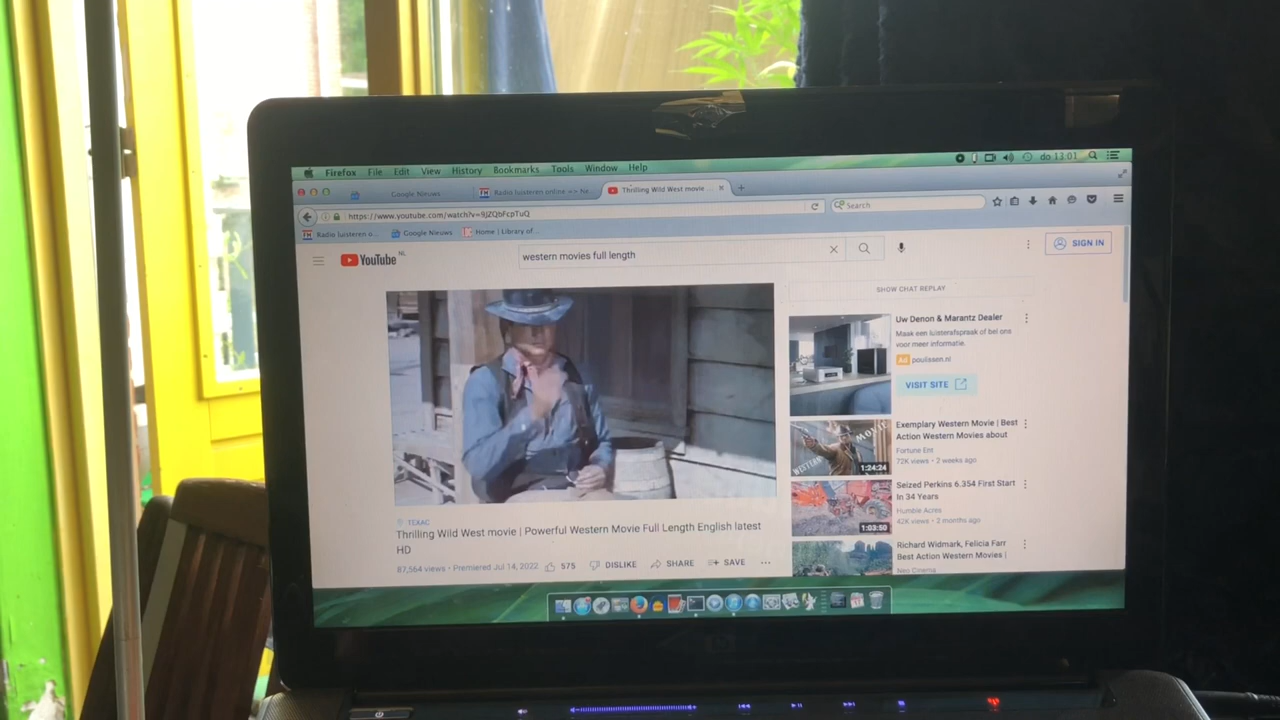 Firefox File Edit View History Bookmarks Tools Window Help
do 13:01
Google Nieuws
Radio luisteren online => Ne...
Thrilling Wild West movie ...
https://www.youtube.com/watch?v=9JZQbFcpTuQ
Search
Radio luisteren o...
Google Nieuws
Home | Library of...
YouTube NL
western movies full length
SIGN IN
SHOW CHAT REPLAY
Uw Denon & Marantz Dealer
Maak een luisterafspraak of bel ons
voor meer informatie.
Ad poulissen.nl
VISIT SITE
MOVIE
WESTERN
1:24:24
Exemplary Western Movie | Best
Action Western Movies about
Fortune Ent
72K views • 2 weeks ago
1:03:50
Seized Perkins 6.354 First Start
In 34 Years
Humble Acres
42K views • 2 months ago
Richard Widmark, Felicia Farr
Best Action Western Movies |
Neo Cinema
TEXAC
Thrilling Wild West movie | Powerful Western Movie Full Length English latest
HD
87,564 views • Premiered Jul 14, 2022
575
DISLIKE
SHARE
SAVE
hp